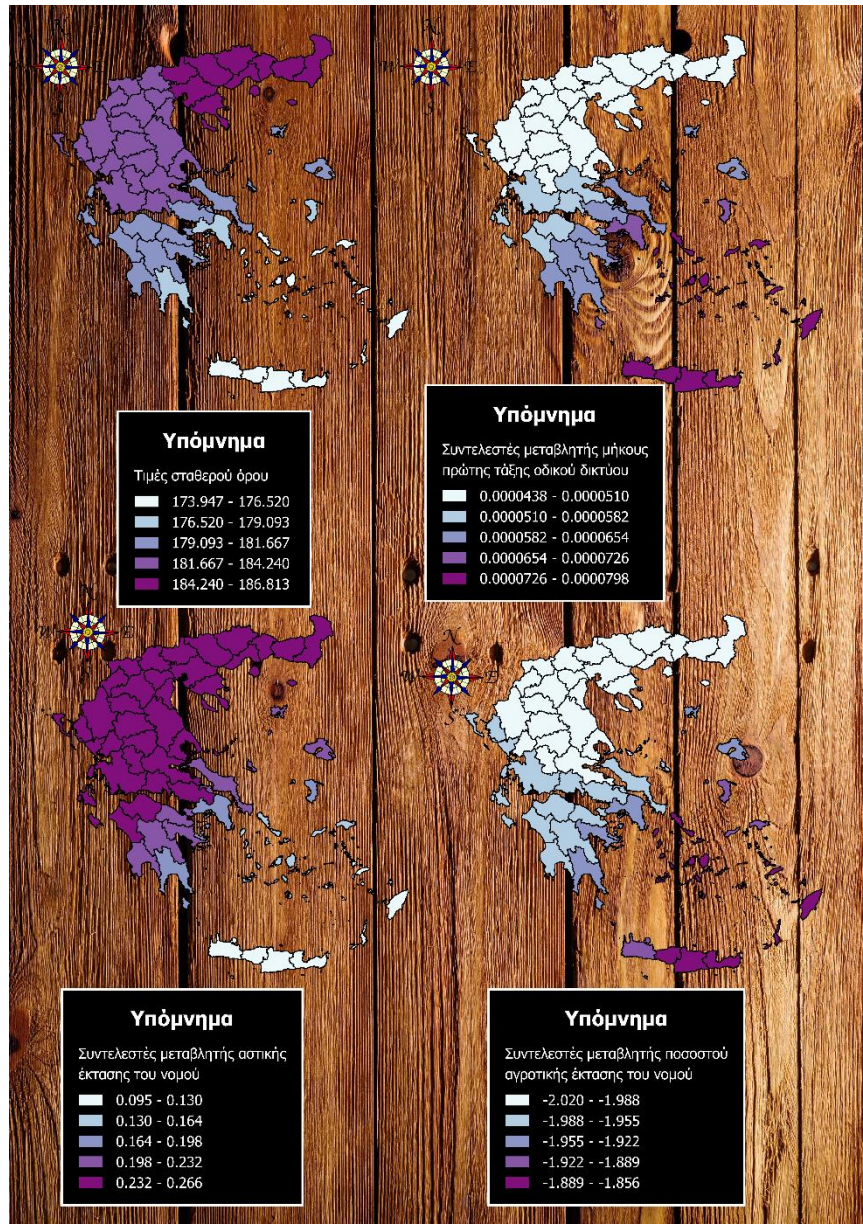 N
W E
S
Υπόμνημα
Τιμές σταθερού όρου
173.947 - 176.520
176.520 - 179.093
179.093 - 181.667
181.667 - 184.240
184.240 - 186.813
Υπόμνημα
Συντελεστές μεταβλητής μήκους
πρώτης τάξης οδικού δικτύου
0.0000438 - 0.0000510
0.0000510 - 0.0000582
0.0000582 - 0.0000654
0.0000654 - 0.0000726
0.0000726 - 0.0000798
W E
N
W E
S
Υπόμνημα
Συντελεστές μεταβλητής αστικής
έκτασης του νομού
0.095 - 0.130
0.130 - 0.164
0.164 - 0.198
0.198 - 0.232
0.232 - 0.266
Υπόμνημα
Συντελεστές μεταβλητής ποσοστού
αγροτικής έκτασης του νομού
-2.020 - -1.988
-1.988 - -1.955
-1.955 - -1.922
-1.922 - -1.889
-1.889 - -1.856